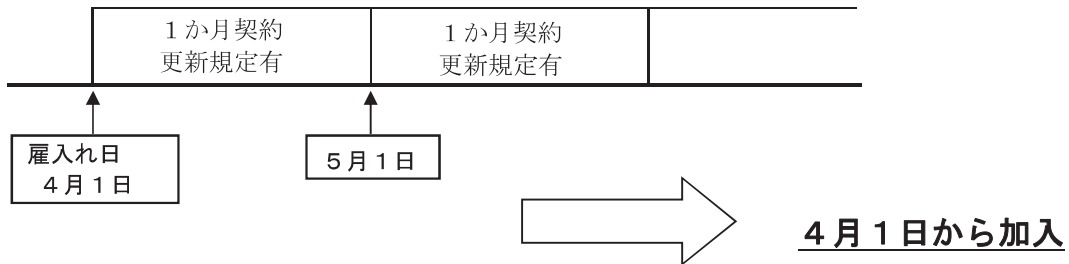 １か月契約
更新規定有
１か月契約
更新規定有
雇入れ日
４月１日
５月１日
４月１日から加入